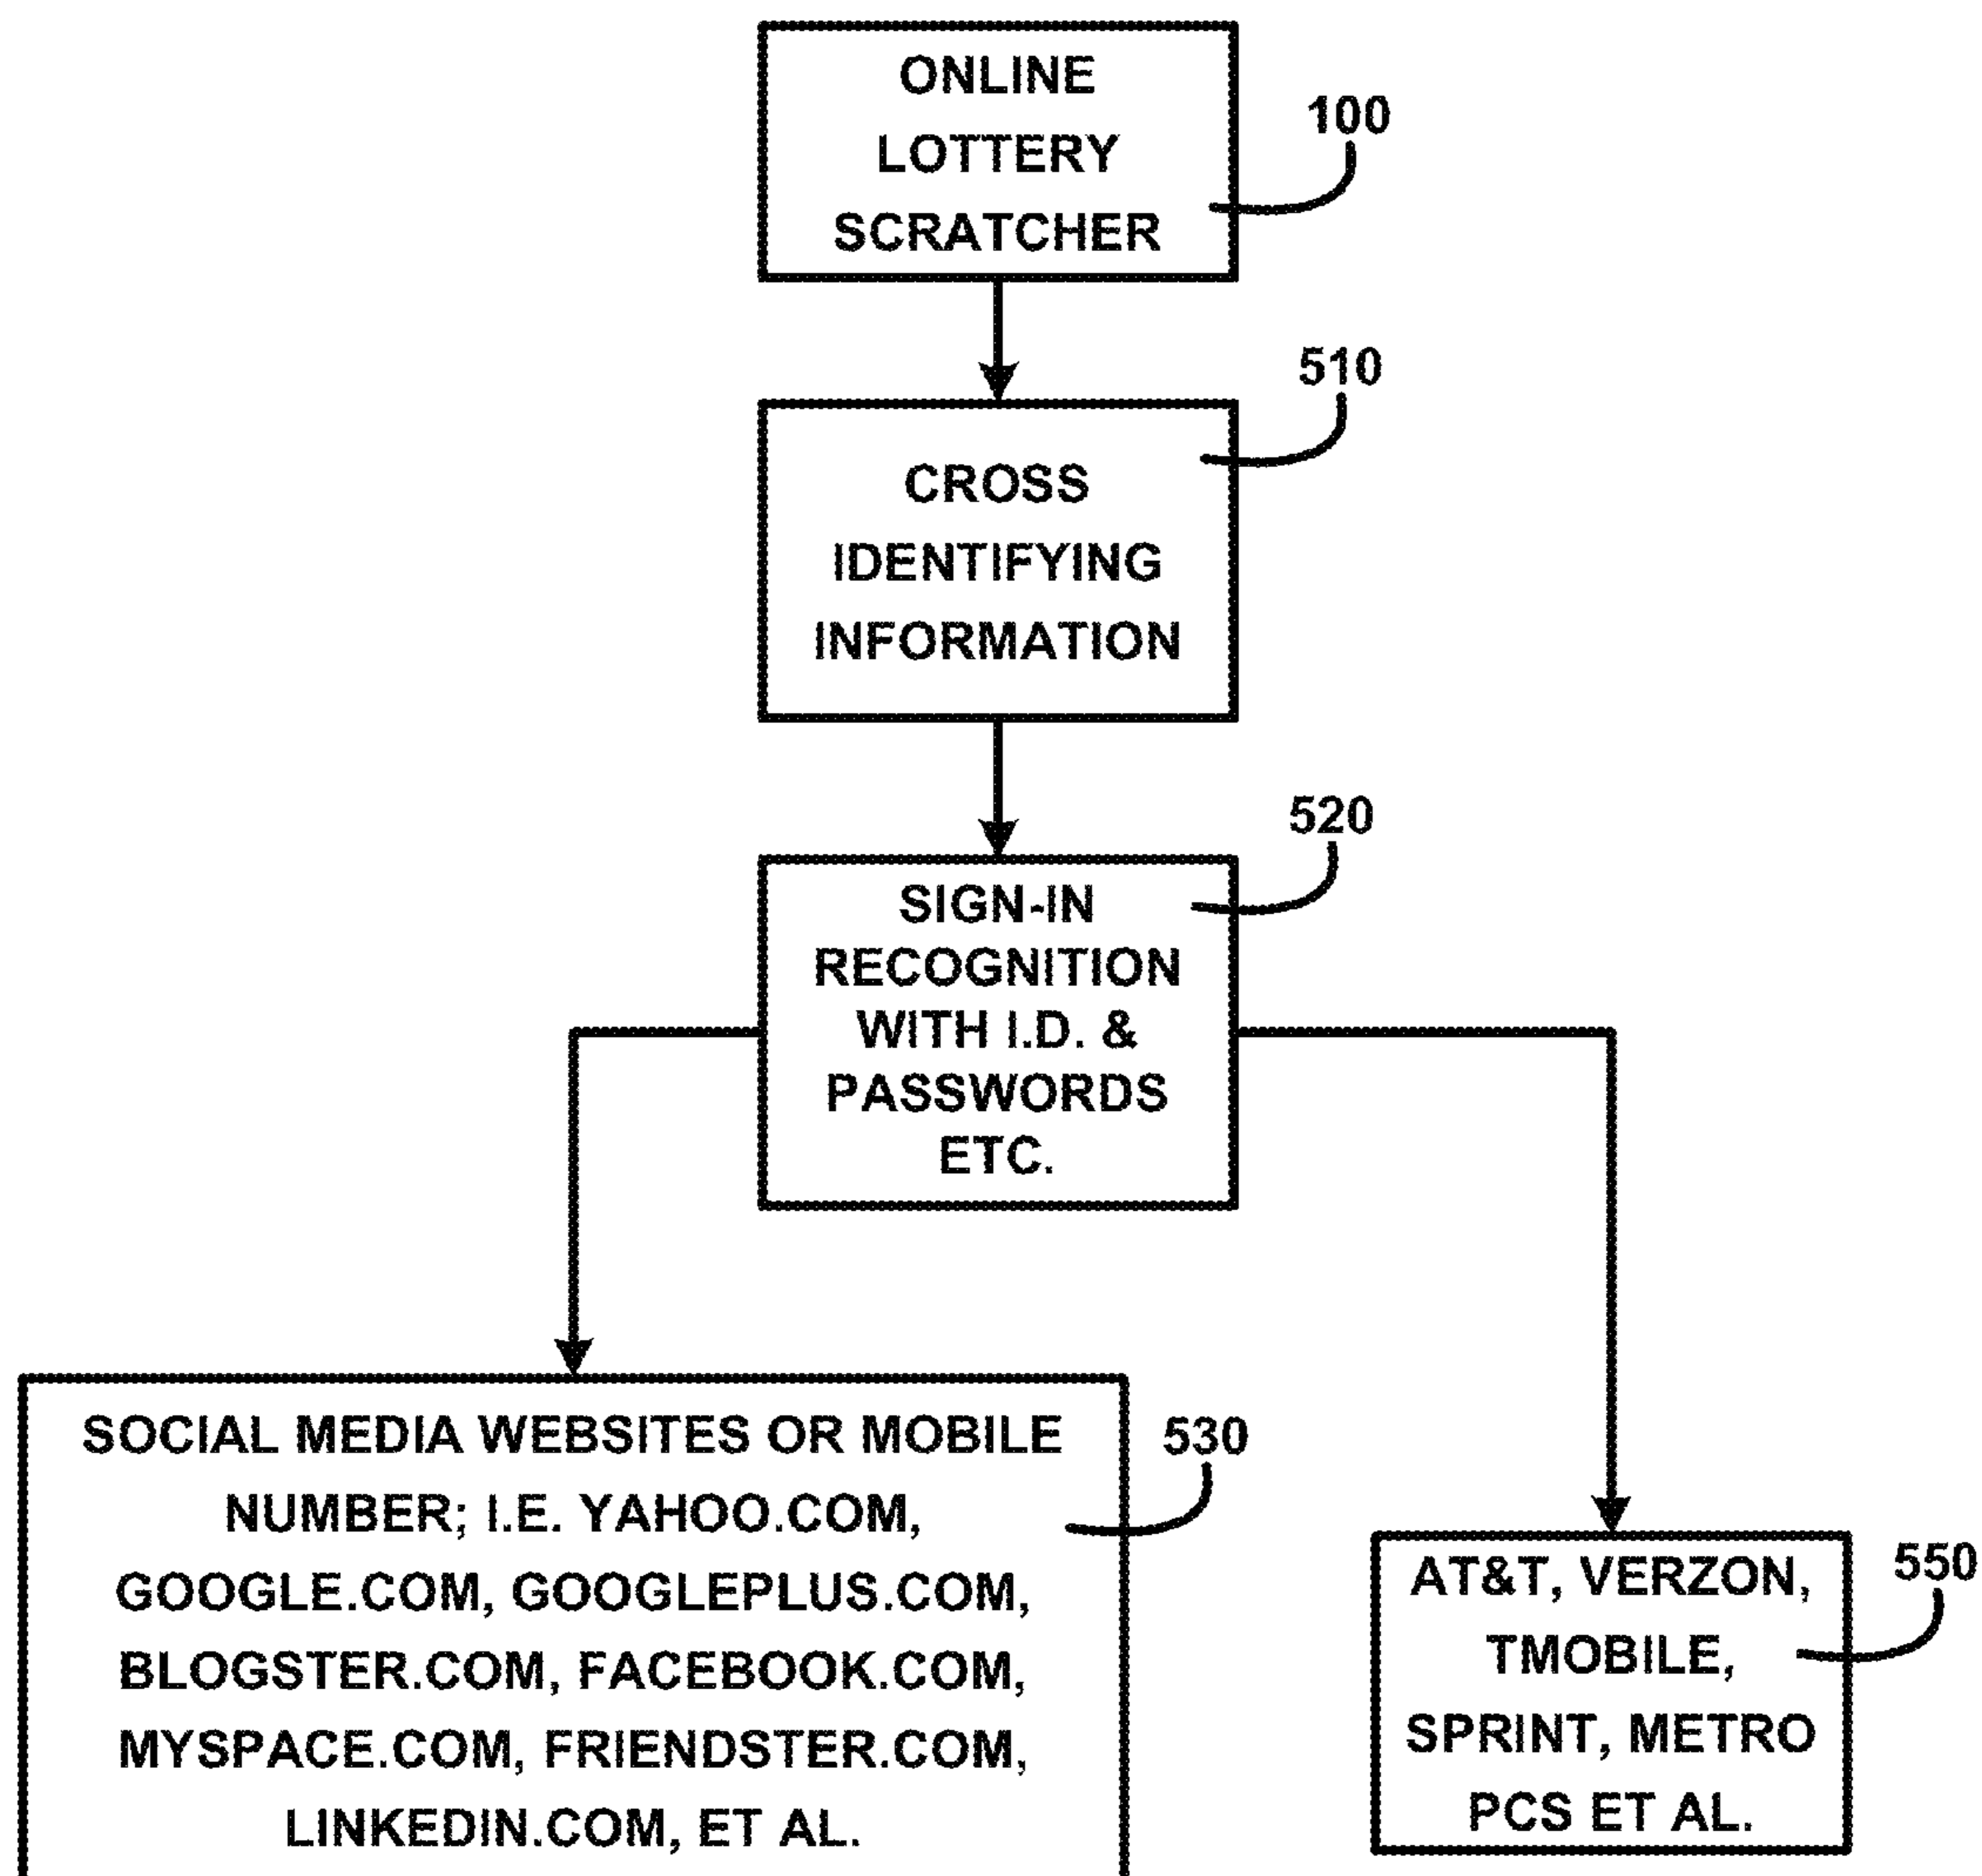 ONLINE
LOTTERY
SCRATCHER
100
CROSS
IDENTIFYING
INFORMATION
510
SIGN-IN
RECOGNITION
WITH I.D. &
PASSWORDS
ETC.
520
SOCIAL MEDIA WEBSITES OR MOBILE
NUMBER; I.E. YAHOO.COM,
GOOGLE.COM, GOOGLEPLUS.COM,
BLOGSTER.COM, FACEBOOK.COM,
MYSPACE.COM, FRIENDSTER.COM,
LINKEDIN.COM, ET AL.
530
AT&T, VERZON,
TMOBILE,
SPRINT, METRO
PCS ET AL.
550